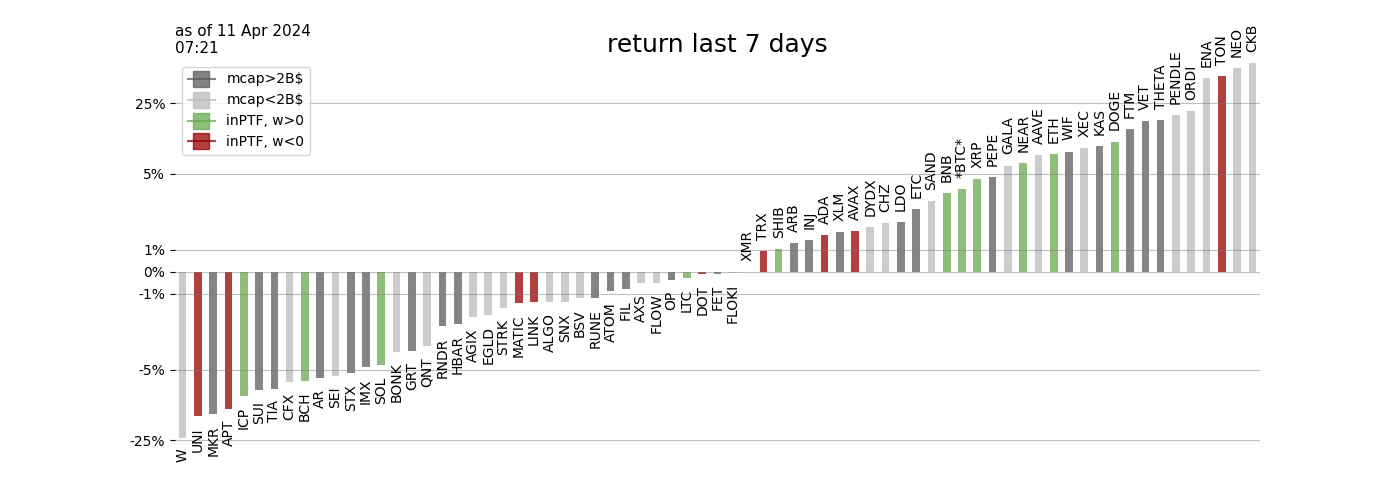 as of 11 Apr 2024
07:21
return last 7 days
mcap>2B$
mcap<2B$
inPTF, w>0
inPTF, w<0
25%
5%
1%
0%
-1%
-5%
-25%
W
UNI
MKR
APT
ICP
SUI
TIA
CFX
BCH
AR
SEI
STX
IMX
SOL
BONK
GRT
QNT
RNDR
HBAR
AGIX
EGLD
STRK
MATIC
LINK
ALGO
SNX
BSV
RUNE
ATOM
FIL
AXS
FLOW
OP
LTC
DOT
FET
FLOKI
XMR
TRX
SHIB
ARB
INJ
ADA
XLM
AVAX
DYDX
CHZ
LDO
ETC
SAND
BNB
*BTC*
XRP
PEPE
GALA
NEAR
AAVE
ETH
WIF
XEC
KAS
DOGE
FTM
VET
THETA
PENDLE
ORDI
ENA
TON
NEO
CKB